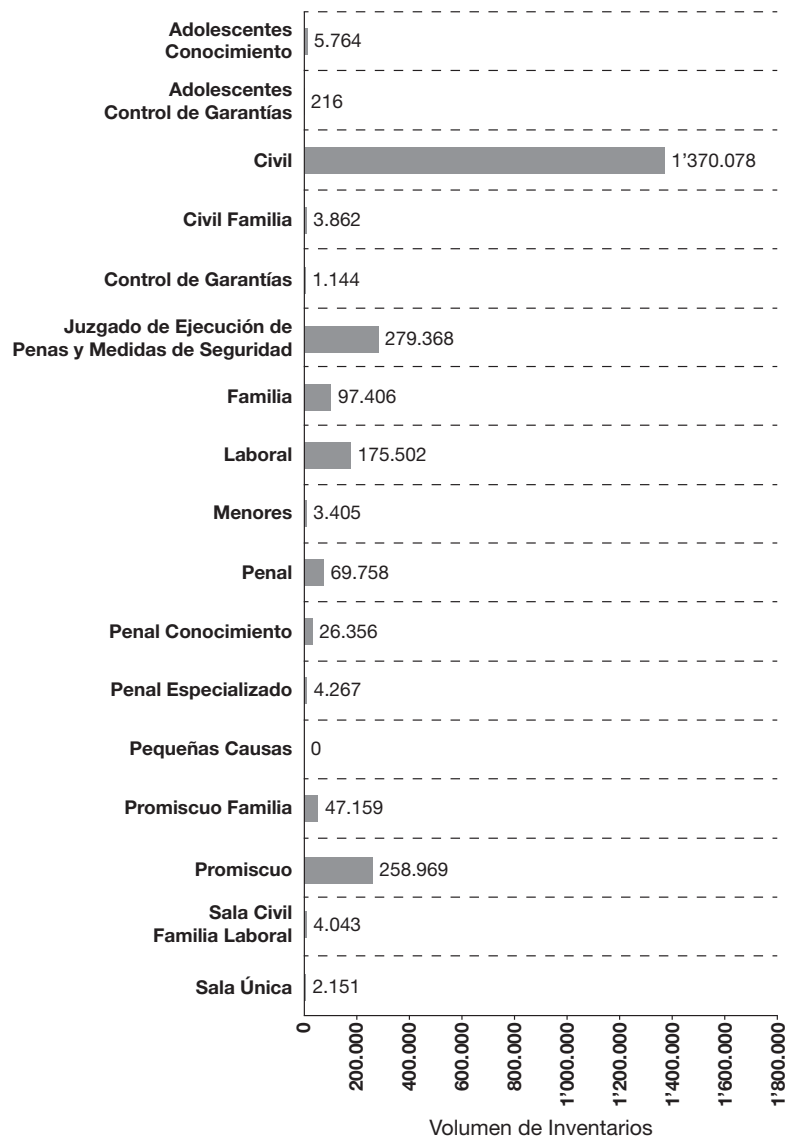 Adolescentes
Conocimiento
5.764
Adolescentes
Control de Garantías
216
Civil
1’370.078
Civil Familia
3.862
Control de Garantías
1.144
Juzgado de Ejecución de
Penas y Medidas de Seguridad
279.368
Familia
97.406
Laboral
175.502
Menores
3.405
Penal
69.758
Penal Conocimiento
26.356
Penal Especializado
4.267
Pequeñas Causas
0
Promiscuo Familia
47.159
Promiscuo
258.969
Sala Civil
Familia Laboral
4.043
Sala Única
2.151
0
200.000
400.000
600.000
800.000
1’000.000
1’200.000
1’400.000
1’600.000
1’800.000
Volumen de Inventarios